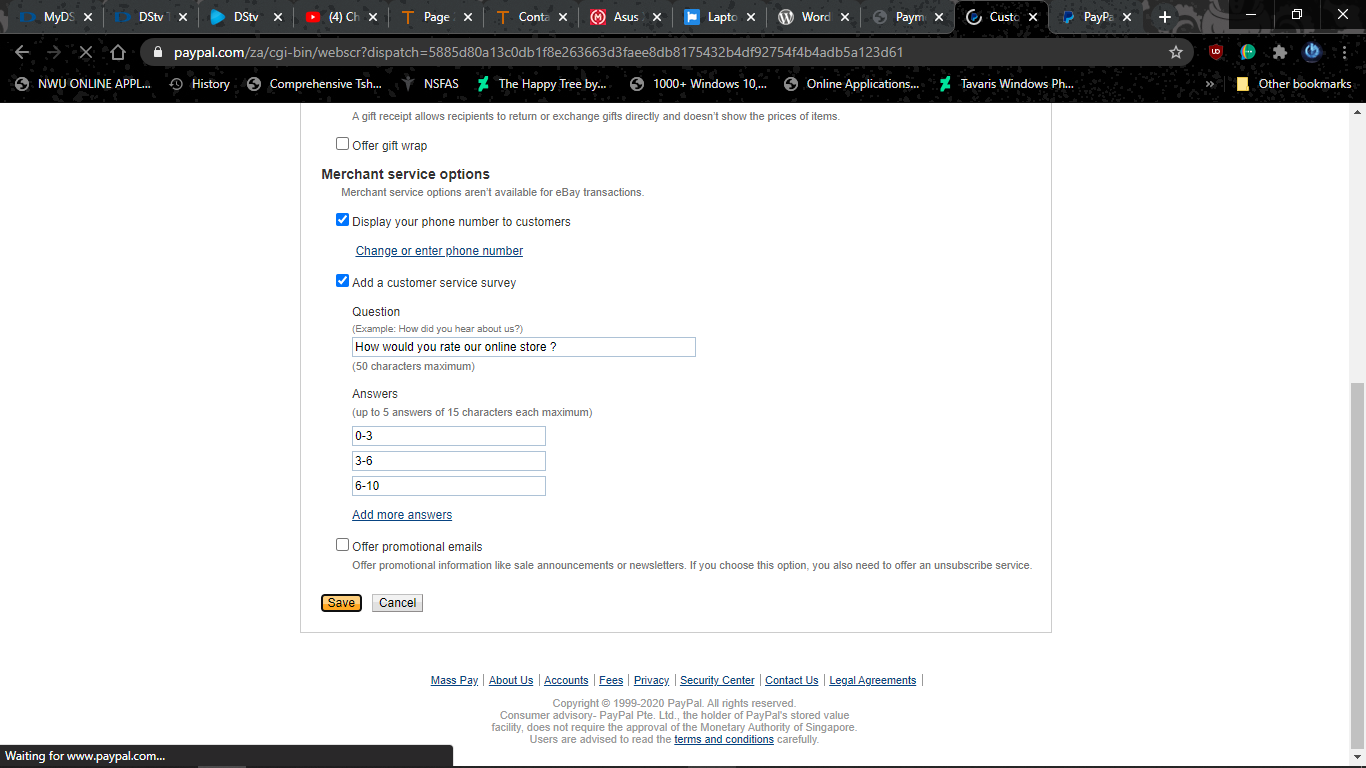 MyDS
DStv
DStv
(4) Ch
Page
Conta
Asus
Lapto
Word
Paym
Custo
PayPa
paypal.com/za/cgi-bin/webscr?dispatch=5885d80a13c0db1f8e263663d3faee8db8175432b4df92754f4b4adb5a123d61
NWU ONLINE APPL...
History
Comprehensive Tsh...
NSFAS
The Happy Tree by...
1000+ Windows 10,...
Online Applications...
Tavaris Windows Ph...
»
Other bookmarks
A gift receipt allows recipients to return or exchange gifts directly and doesn't show the prices of items.
Offer gift wrap
Merchant service options
Merchant service options aren't available for eBay transactions.
Display your phone number to customers
Change or enter phone number
Add a customer service survey
Question
(Example: How did you hear about us?)
How would you rate our online store ?
(50 characters maximum)
Answers
(up to 5 answers of 15 characters each maximum)
0-3
3-6
6-10
Add more answers
Offer promotional emails
Offer promotional information like sale announcements or newsletters. If you choose this option, you also need to offer an unsubscribe service.
Save Cancel
Mass Pay | About Us | Accounts | Fees | Privacy | Security Center | Contact Us | Legal Agreements |
Copyright © 1999-2020 PayPal. All rights reserved.
Consumer advisory- PayPal Pte. Ltd., the holder of PayPal's stored value
facility, does not require the approval of the Monetary Authority of Singapore.
Users are advised to read the terms and conditions carefully.
Waiting for www.paypal.com...